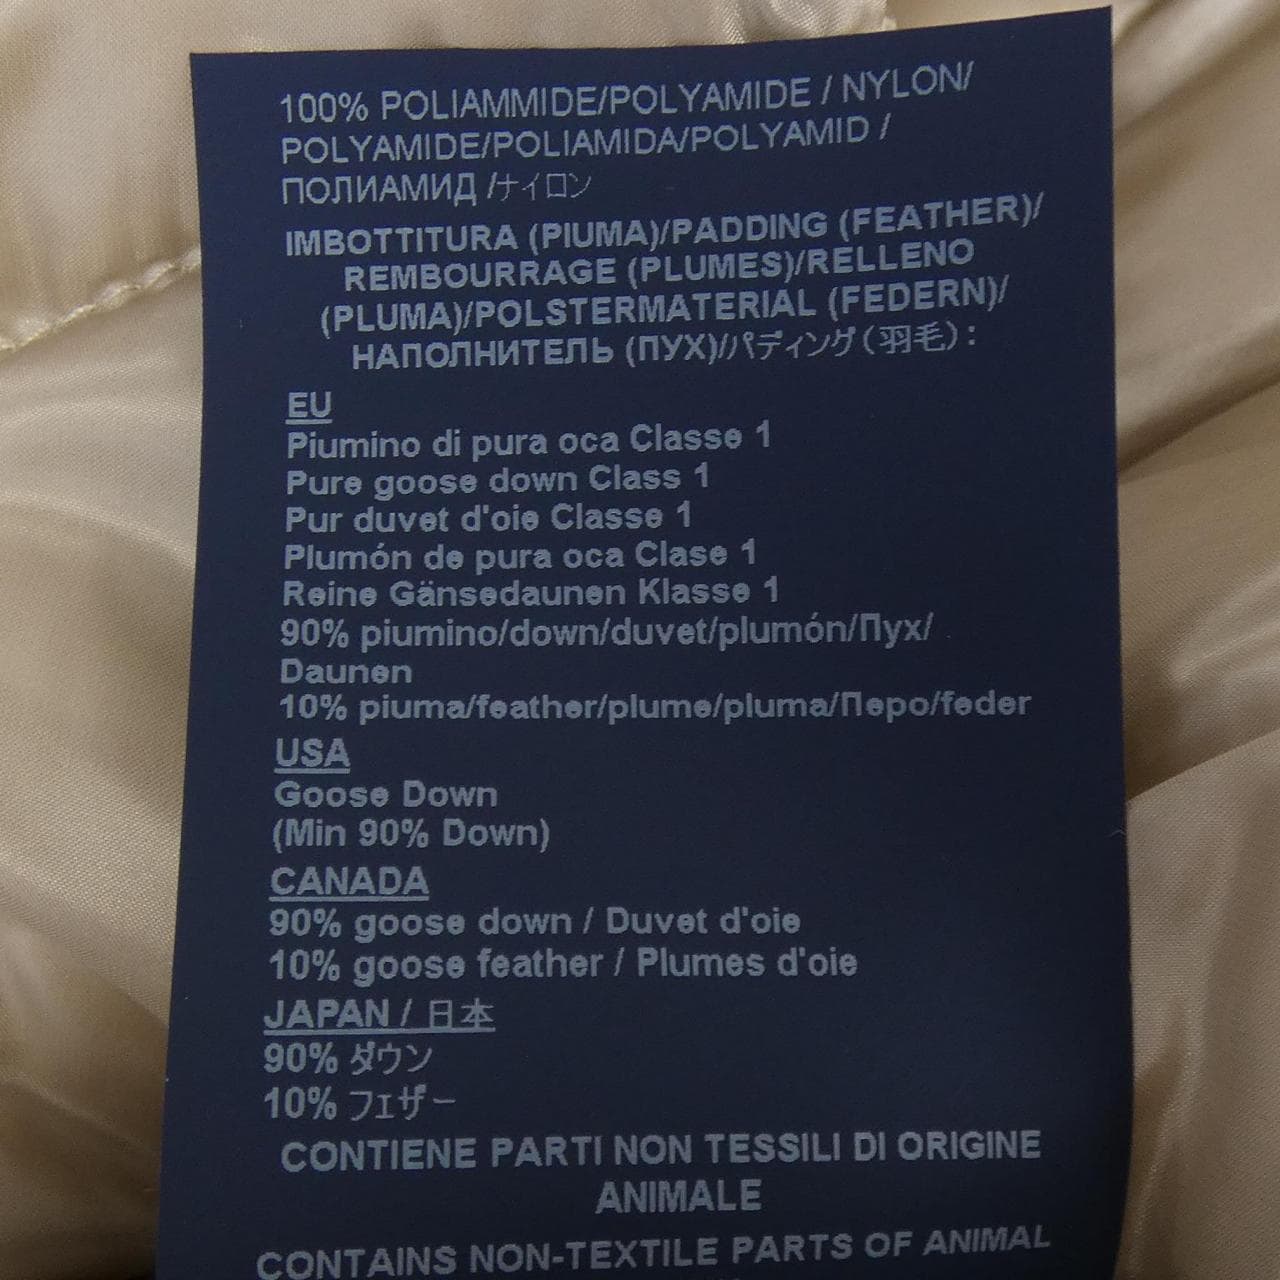 100% POLIAMMIDE/POLYAMIDE / NYLON/
POLYAMIDE/POLIAMIDA/POLYAMID /
ПОЛИАМИД /ナイロン
IMBOTTITURA (PIUMA)/PADDING (FEATHER)/
REMBOURRAGE (PLUMES)/RELLENO
(PLUMA)/POLSTERMATERIAL (FEDERN)/
НАПОЛНИТЕЛЬ (ПУХ)/パディング(羽毛):
EU
Piumino di pura oca Classe 1
Pure goose down Class 1
Pur duvet d'oie Classe 1
Plumón de pura oca Clase 1
Reine Gänsedaunen Klasse 1
90% piumino/down/duvet/plumón/Пух/
Daunen
10% piuma/feather/plume/pluma/Перо/feder
USA
Goose Down
(Min 90% Down)
CANADA
90% goose down / Duvet d'oie
10% goose feather / Plumes d'oie
JAPAN / 日本
90% ダウン
10% フェザー
CONTIENE PARTI NON TESSILI DI ORIGINE
ANIMALE
CONTAINS NON-TEXTILE PARTS OF ANIMAL